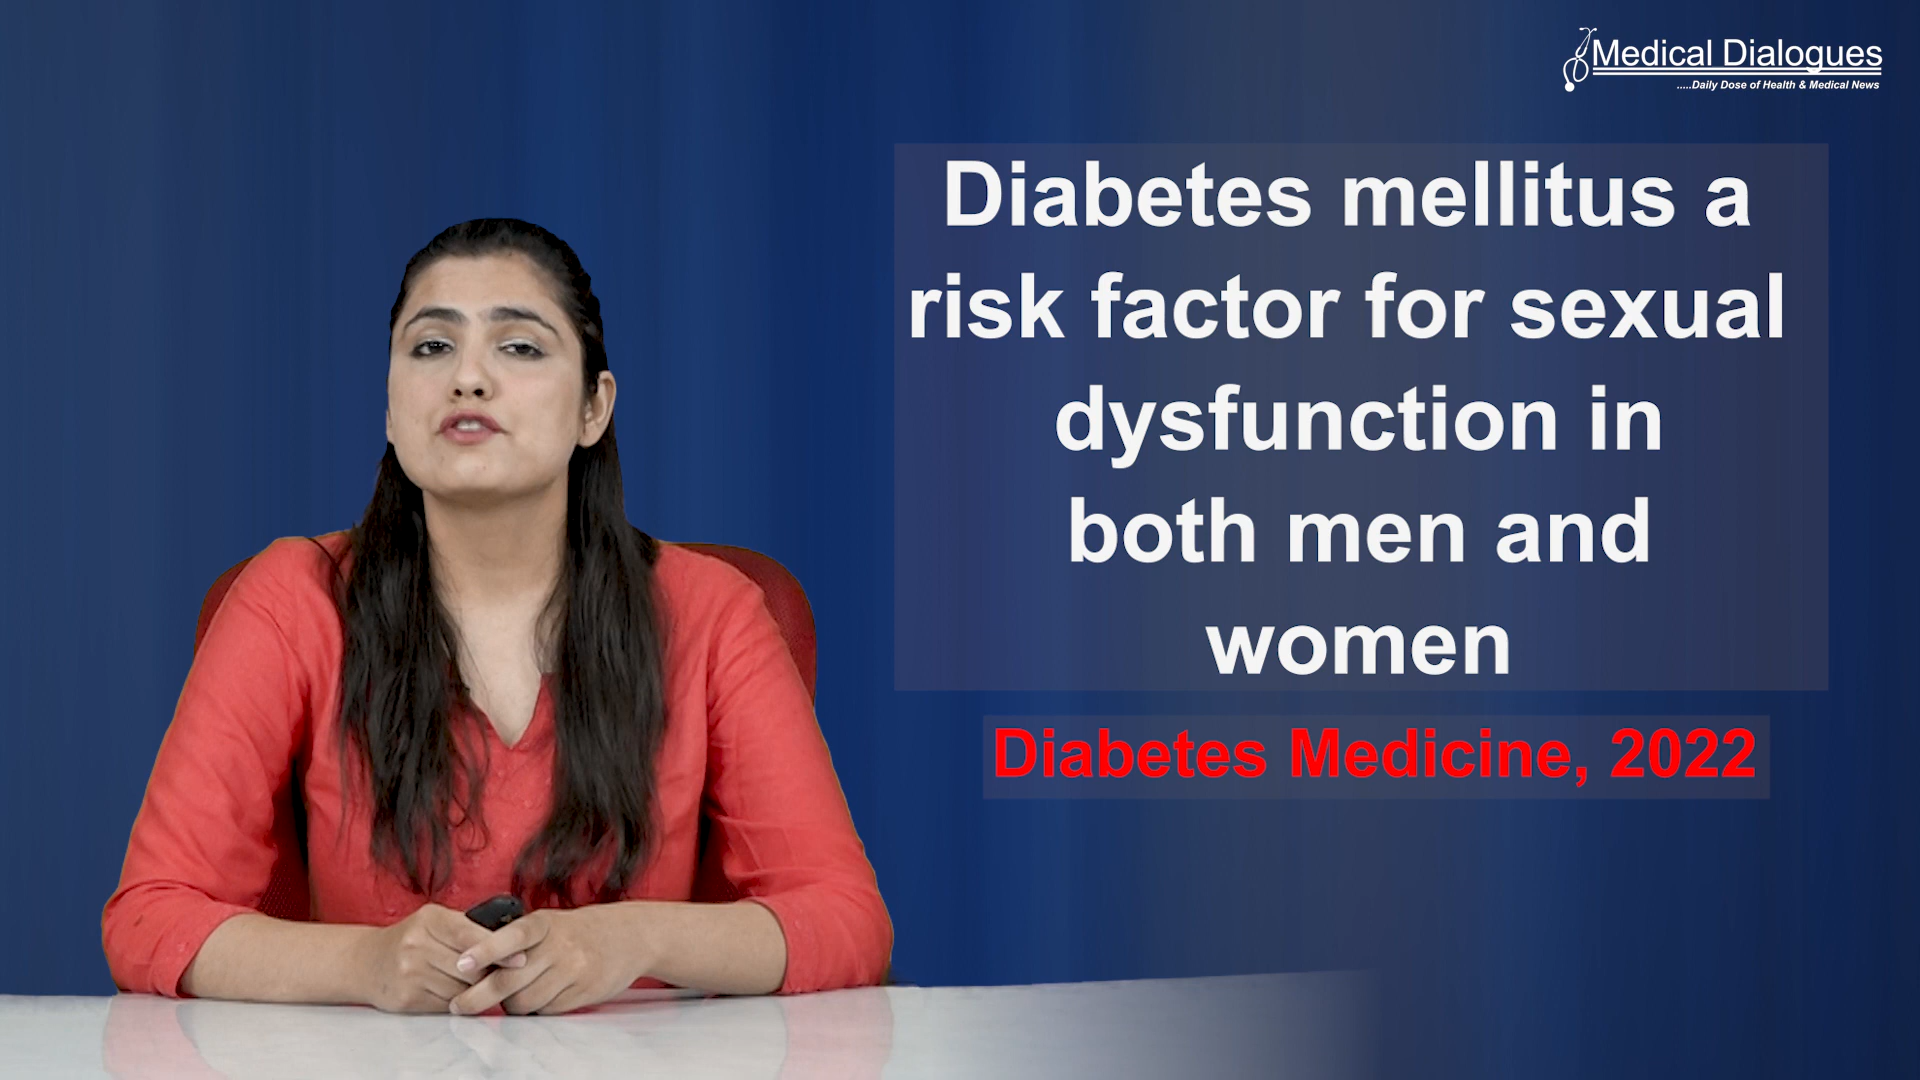 Medical Dialogues
.....Daily Dose of Health & Medical News
Diabetes mellitus a
risk factor for sexual
dysfunction in
both men and
women
Diabetes Medicine, 2022